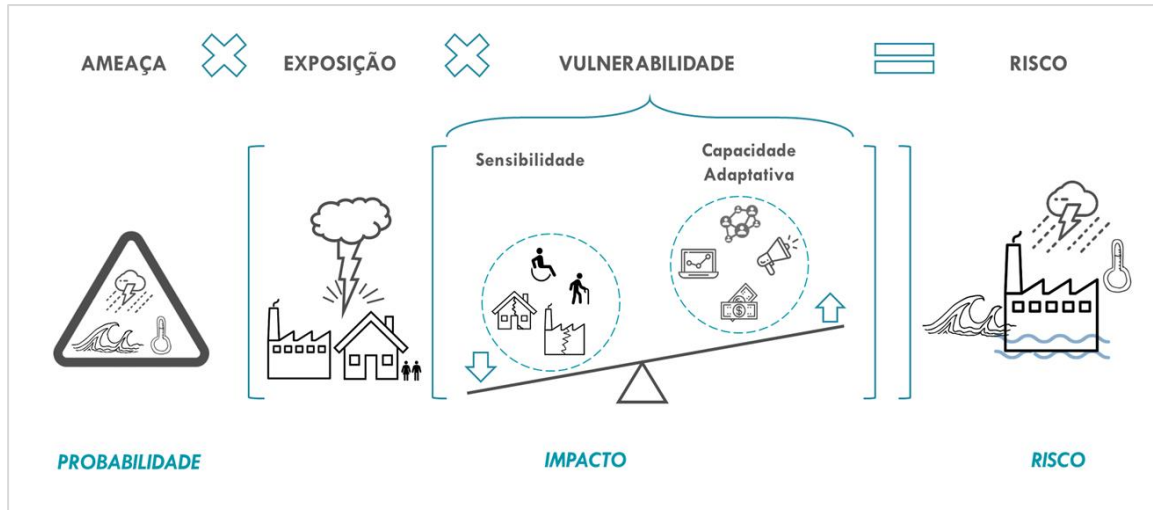 AMEAÇA
EXPOSIÇÃO
VULNERABILIDADE
RISCO
Sensibilidade
Capacidade
Adaptativa
$
PROBABILIDADE
IMPACTO
RISCO